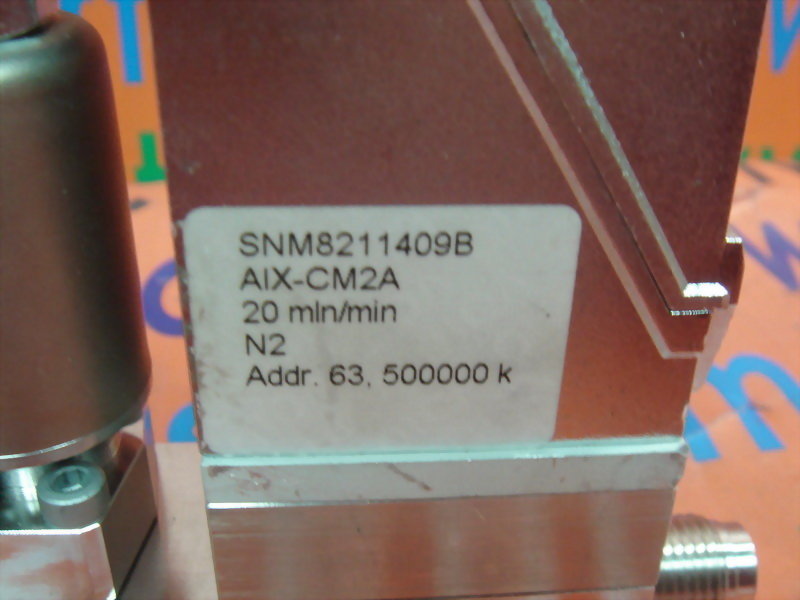 SNM8211409B
AIX-CM2A
20 mln/min
N2
Addr. 63, 500000 k